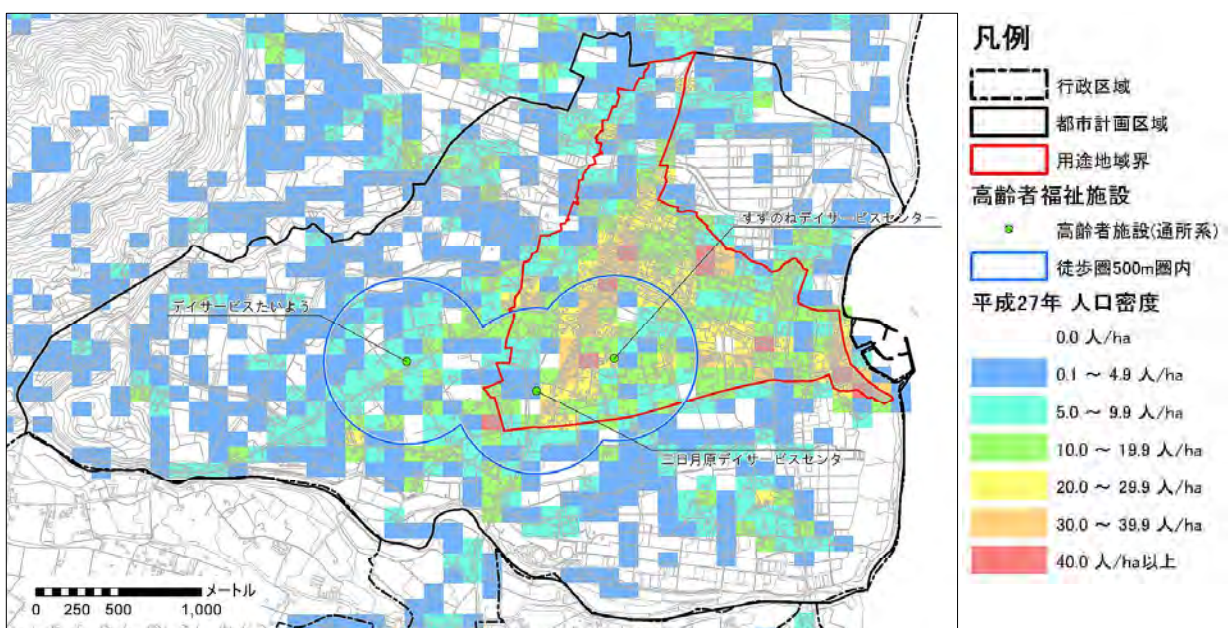 すずのねデイサービスセンター
デイサービスたいよう
二日月原デイサービスセンタ
メートル
0 250 500 1,000
凡例
行政区域
都市計画区域
用途地域界
高齢者福祉施設
高齢者施設(通所系)
徒歩圏500m圏内
平成27年 人口密度
0.0 人/ha
0.1 ～ 4.9 人/ha
5.0 ～ 9.9 人/ha
10.0 ～ 19.9 人/ha
20.0 ～ 29.9 人/ha
30.0 ～ 39.9 人/ha
40.0 人/ha以上